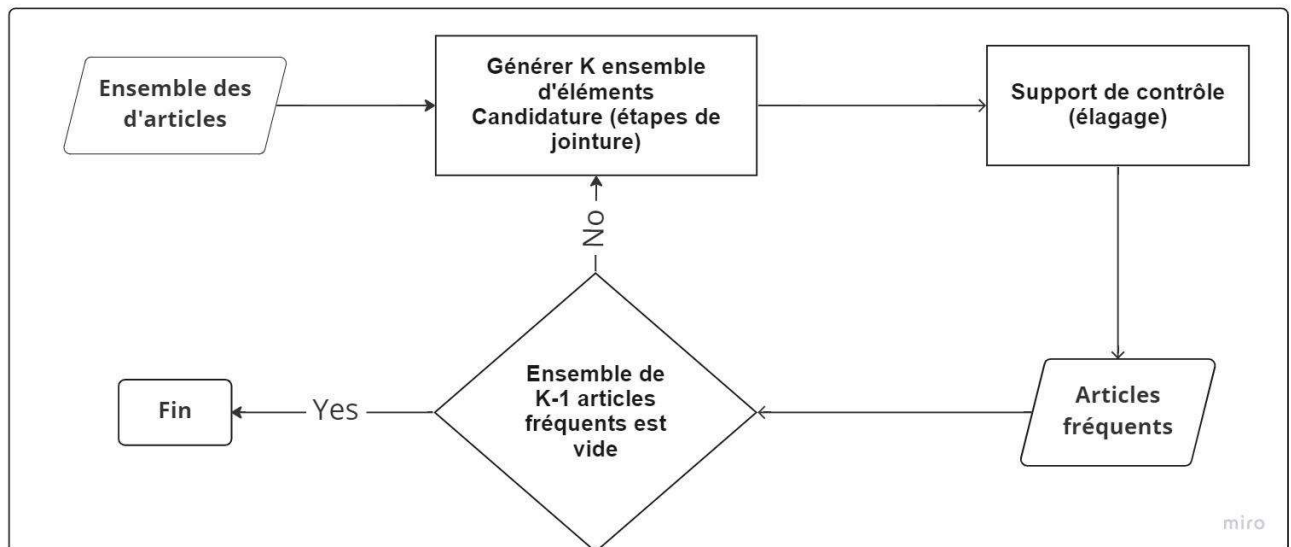 Ensemble des
d'articles
Générer K ensemble
d'éléments
Candidature (étapes de
jointure)
Support de contrôle
(élagage)
No
Ensemble de
K-1 articles
fréquents est
vide
Yes
Fin
Articles
fréquents
miro